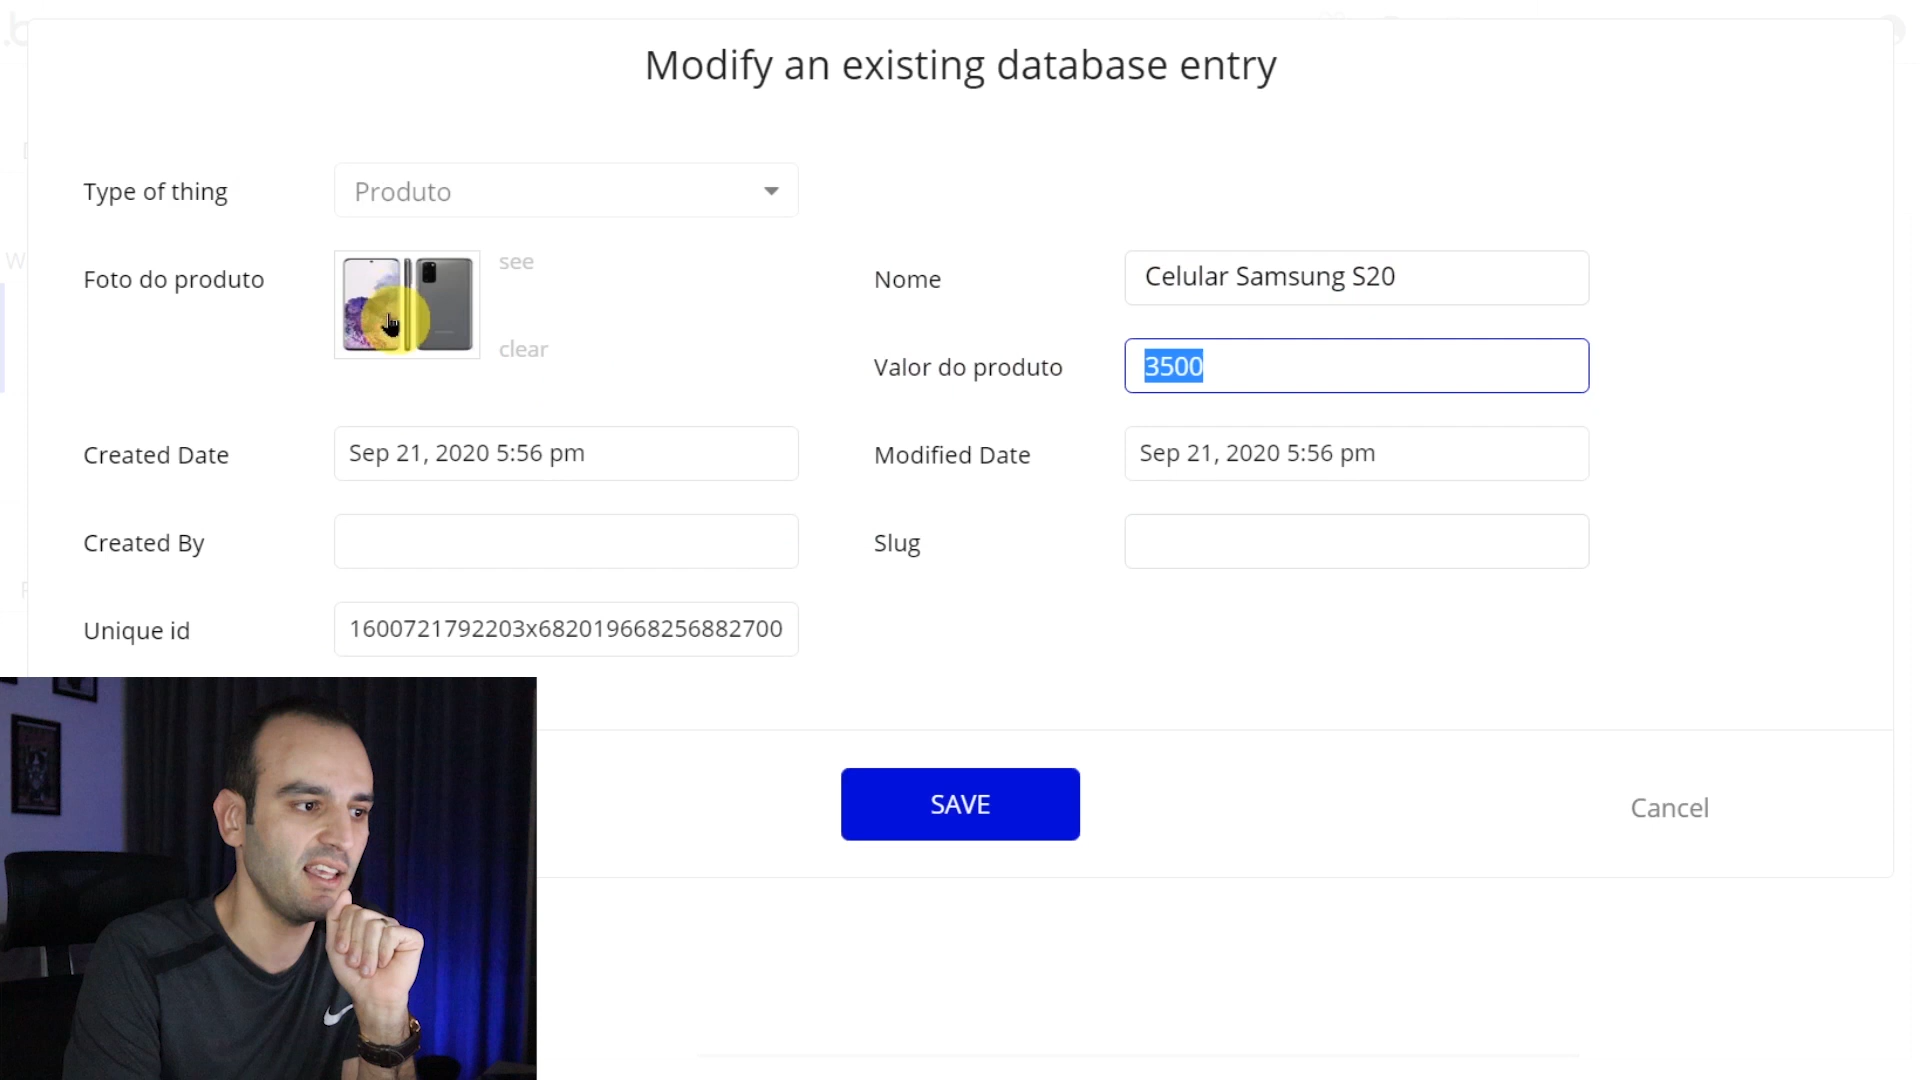 Modify an existing database entry
Type of thing
Produto
Foto do produto
see
clear
Nome
Celular Samsung S20
Valor do produto
3500
Created Date
Sep 21, 2020 5:56 pm
Modified Date
Sep 21, 2020 5:56 pm
Created By
Slug
Unique id
1600721792203x682019668256882700
SAVE
Cancel